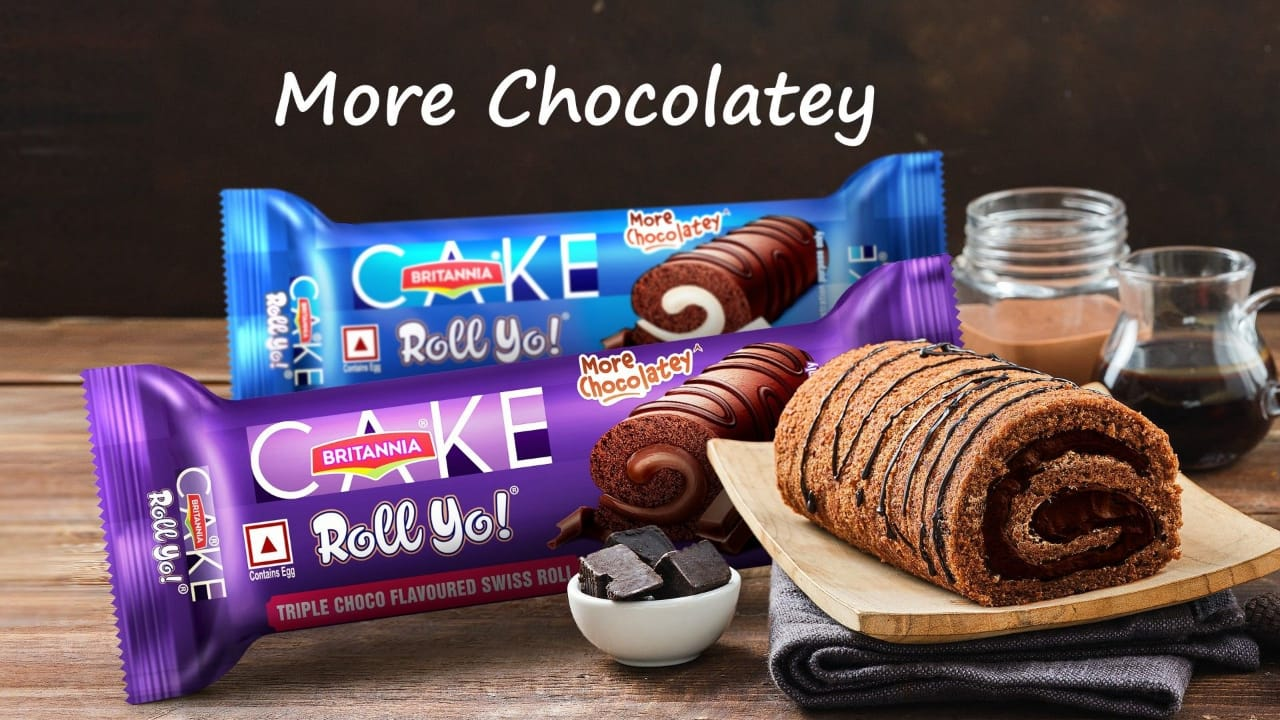 More Chocolatey
More
Chocolatey^
CAKE
BRITANNIA
Roll Yo!
Contains Egg
CAKE
Roll Yo!
CAKE
More
Chocolatey^
CAKE
BRITANNIA
®
Roll Yo!®
Contains Egg
TRIPLE CHOCO FLAVOURED SWISS ROLL
CAKE
BRITANNIA
Roll Yo!®